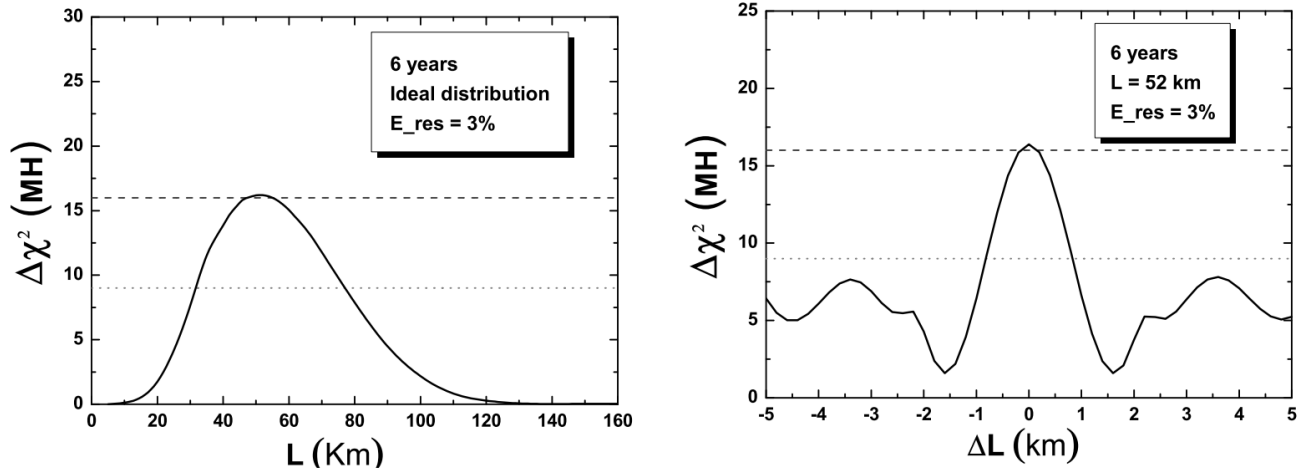 30
25
20
15
10
5
0
Δχ² (MH)
6 years
Ideal distribution
E_res = 3%
0 20 40 60 80 100 120 140 160
L (Km)
25
20
15
10
5
0
Δχ² (MH)
6 years
L = 52 km
E_res = 3%
-5 -4 -3 -2 -1 0 1 2 3 4 5
ΔL (km)